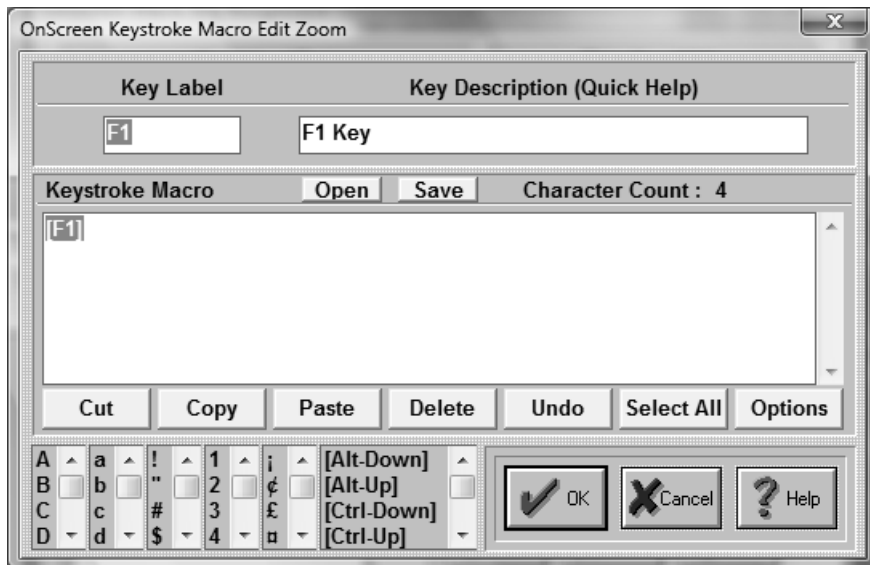 OnScreen Keystroke Macro Edit Zoom
Key Label Key Description (Quick Help)
F1 F1 Key
Keystroke Macro Open Save Character Count : 4
[F1]
Cut Copy Paste Delete Undo Select All Options
A a ! 1 ¡ [Alt-Down]
B b " 2 ¢ [Alt-Up]
C c # 3 £ [Ctrl-Down]
D d $ 4 ¤ [Ctrl-Up]
OK Cancel ? Help